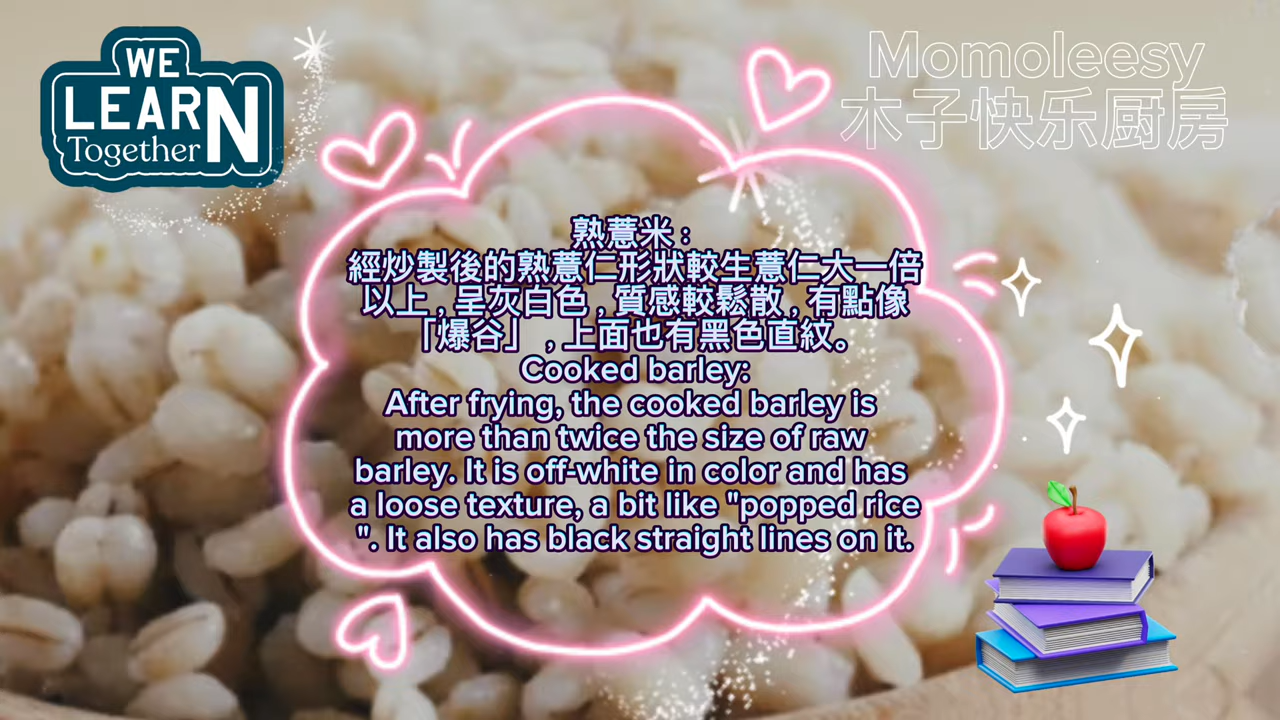 WE
LEARN
Together
Momoleesy
木子快乐厨房
熟薏米 :
經炒製後的熟薏仁形狀較生薏仁大一倍
以上 , 呈灰白色 , 質感較鬆散 , 有點像
「爆谷」 , 上面也有黑色直紋。
Cooked barley:
After frying, the cooked barley is
more than twice the size of raw
barley. It is off-white in color and has
a loose texture, a bit like "popped rice
". It also has black straight lines on it.